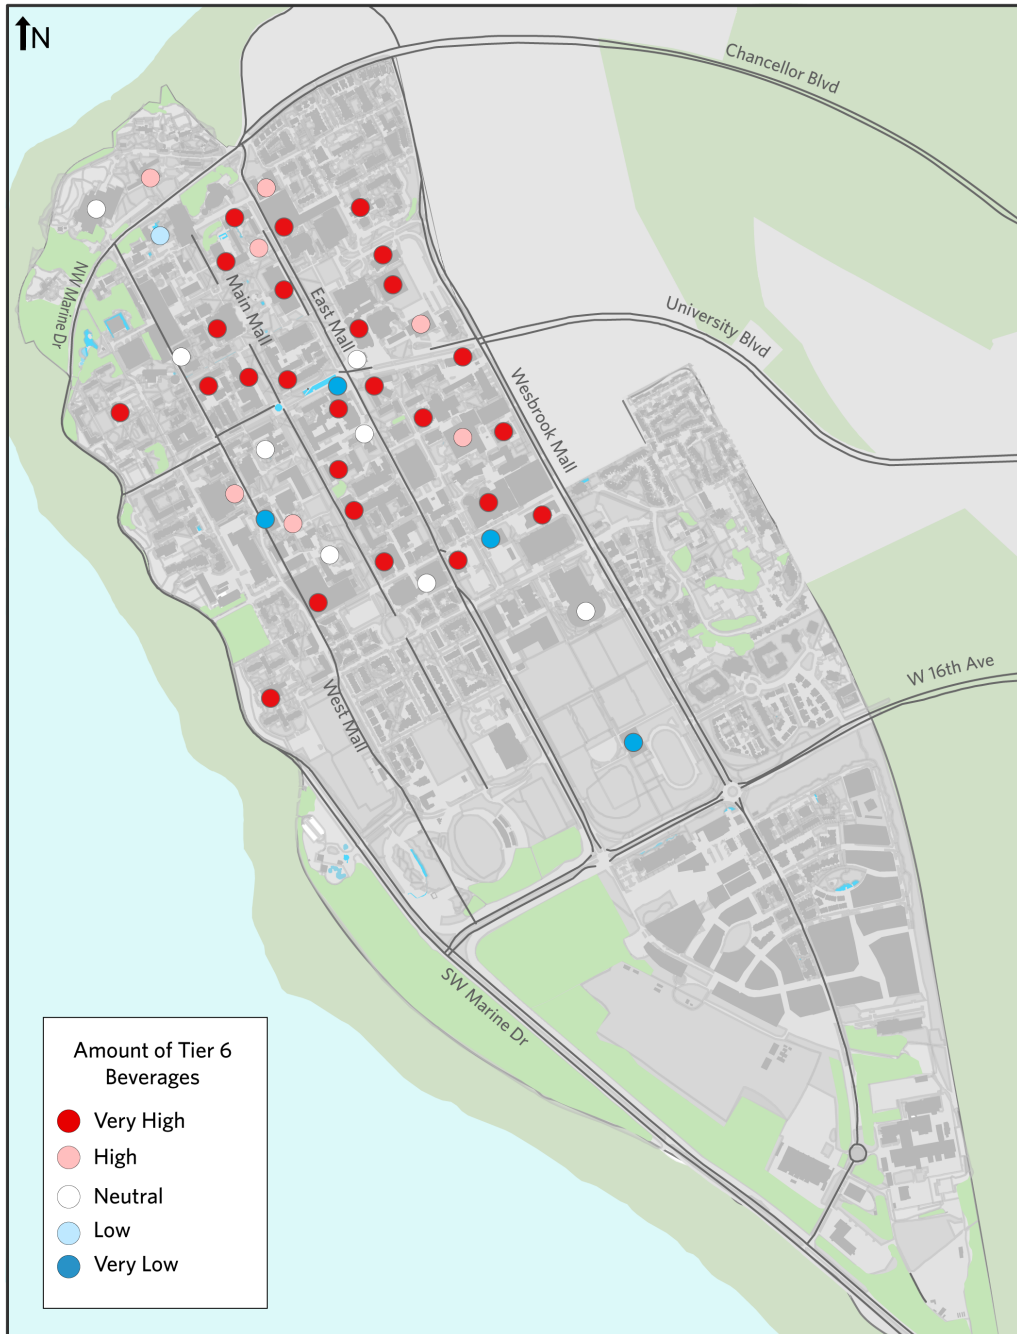 N
Chancellor Blvd
NW Marine Dr
Main Mall
East Mall
University Blvd
Wesbrook Mall
W 16th Ave
West Mall
SW Marine Dr
Amount of Tier 6
Beverages
Very High
High
Neutral
Low
Very Low